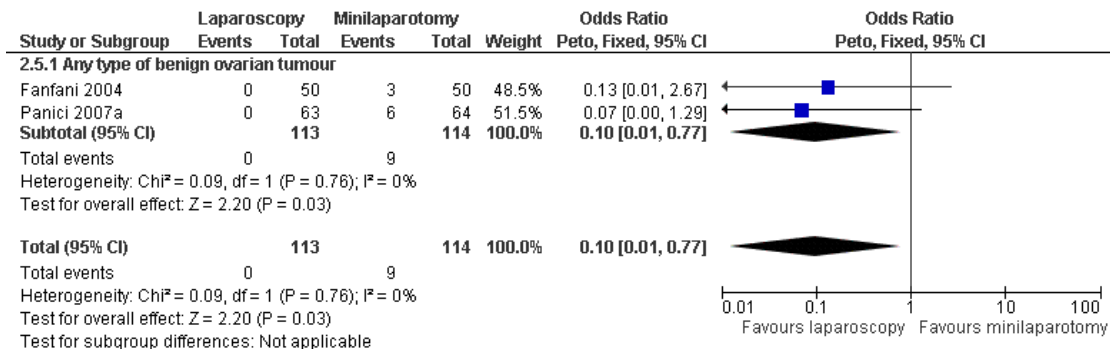 Laparoscopy Minilaparotomy Odds Ratio Odds Ratio
Study or Subgroup Events Total Events Total Weight Peto, Fixed, 95% CI Peto, Fixed, 95% CI
2.5.1 Any type of benign ovarian tumour
Fanfani 2004 0 50 3 50 48.5% 0.13 [0.01, 2.67]
Panici 2007a 0 63 6 64 51.5% 0.07 [0.00, 1.29]
Subtotal (95% CI) 113 114 100.0% 0.10 [0.01, 0.77]
Total events 0 9
Heterogeneity: Chi² = 0.09, df = 1 (P = 0.76); I² = 0%
Test for overall effect: Z = 2.20 (P = 0.03)
Total (95% CI) 113 114 100.0% 0.10 [0.01, 0.77]
Total events 0 9
Heterogeneity: Chi² = 0.09, df = 1 (P = 0.76); I² = 0%
Test for overall effect: Z = 2.20 (P = 0.03)
Test for subgroup differences: Not applicable
0.01 0.1 1 10 100
Favours laparoscopy Favours minilaparotomy